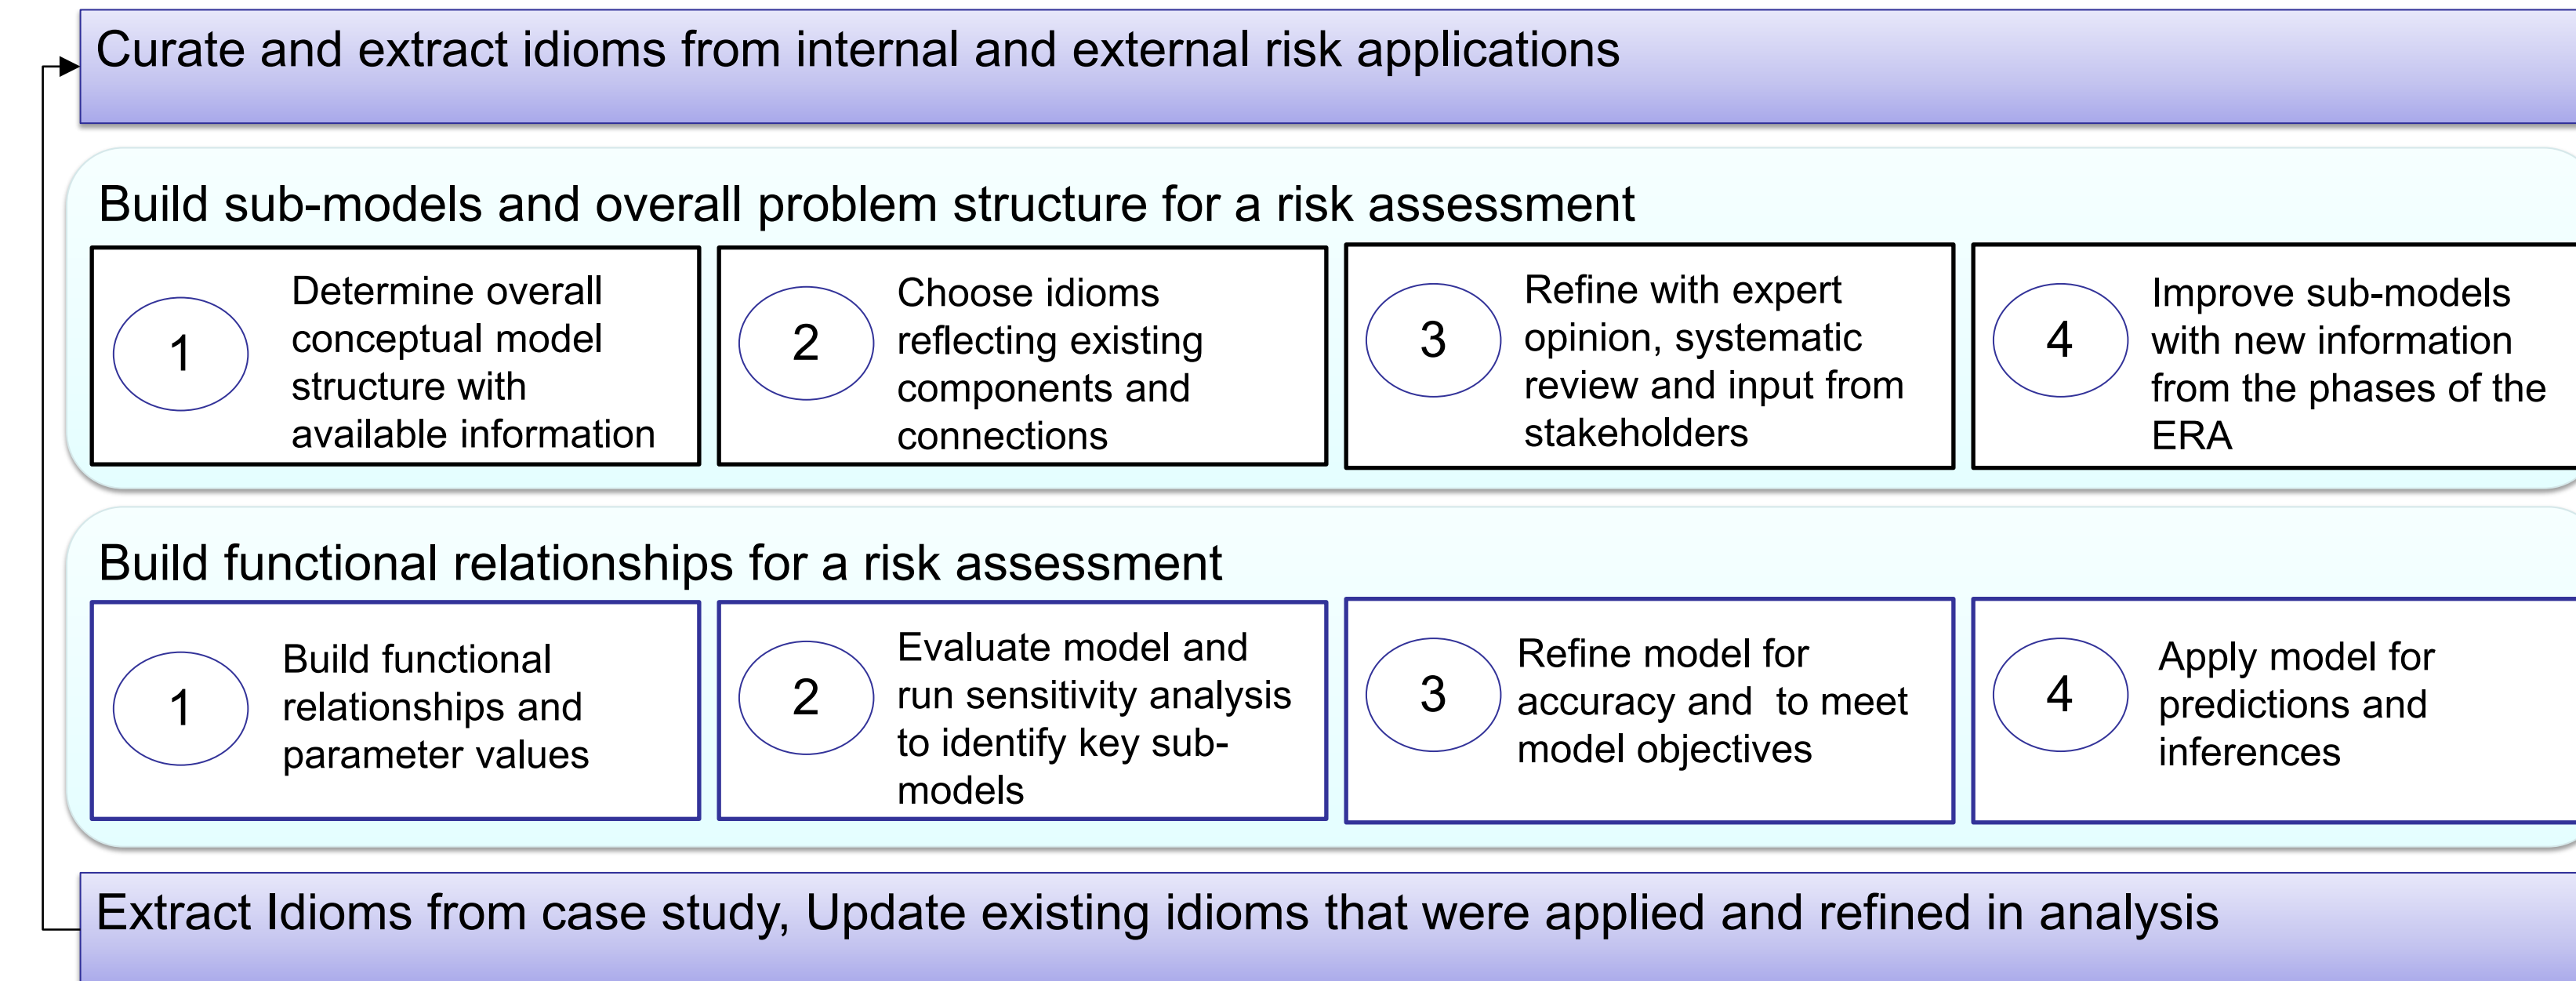 Curate and extract idioms from internal and external risk applications
Build sub-models and overall problem structure for a risk assessment
1
Determine overall
conceptual model
structure with
available information
2
Choose idioms
reflecting existing
components and
connections
3
Refine with expert
opinion, systematic
review and input from
stakeholders
4
Improve sub-models
with new information
from the phases of the
ERA
Build functional relationships for a risk assessment
1
Build functional
relationships and
parameter values
2
Evaluate model and
run sensitivity analysis
to identify key sub-
models
3
Refine model for
accuracy and  to meet
model objectives
4
Apply model for
predictions and
inferences
Extract Idioms from case study, Update existing idioms that were applied and refined in analysis